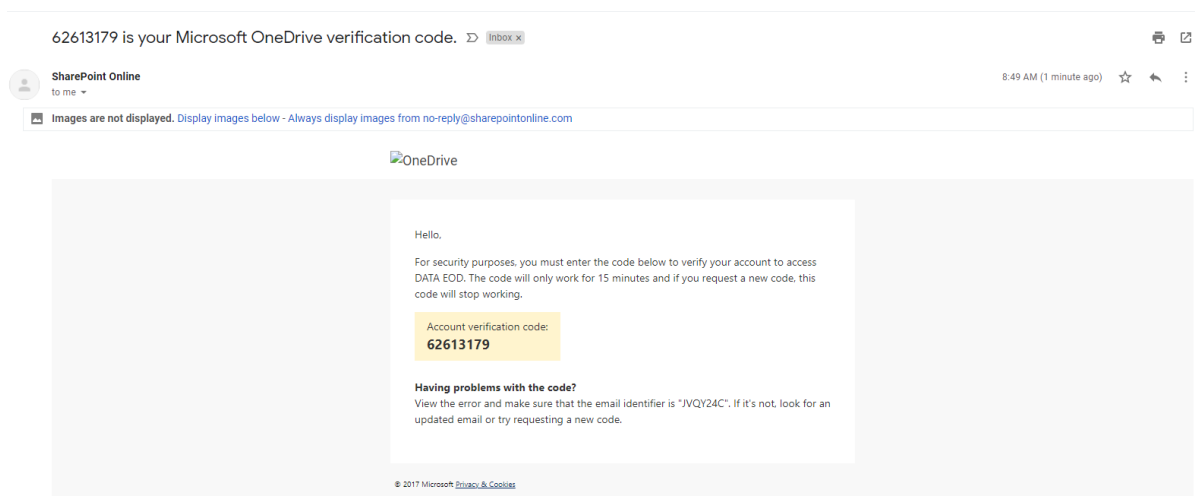 62613179 is your Microsoft OneDrive verification code. Inbox x
SharePoint Online
8:49 AM (1 minute ago)
to me
Images are not displayed. Display images below - Always display images from no-reply@sharepointonline.com
OneDrive
Hello,
For security purposes, you must enter the code below to verify your account to access
DATA EOD. The code will only work for 15 minutes and if you request a new code, this
code will stop working.
Account verification code:
62613179
Having problems with the code?
View the error and make sure that the email identifier is "JVQY24C". If it's not, look for an
updated email or try requesting a new code.
© 2017 Microsoft Privacy & Cookies